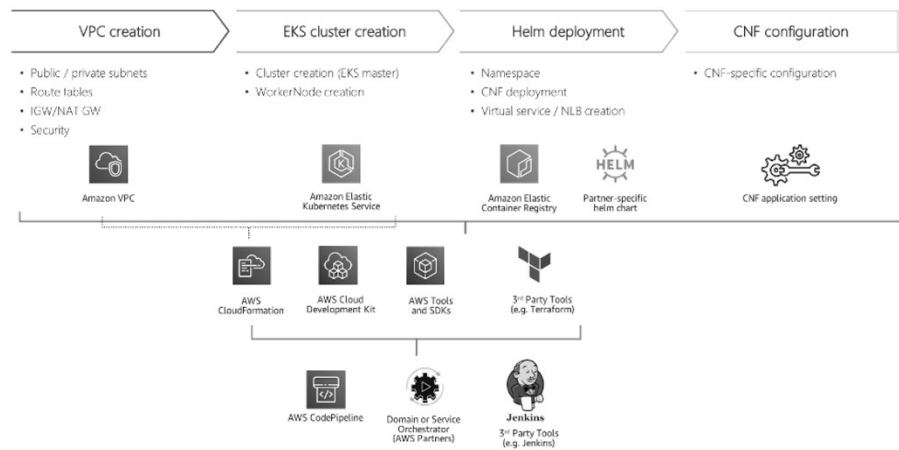 VPC creation
EKS cluster creation
Helm deployment
CNF configuration
• Public / private subnets
• Route tables
• IGW/NAT GW
• Security
• Cluster creation (EKS master)
• WorkerNode creation
• Namespace
• CNF deployment
• Virtual service / NLB creation
• CNF-specific configuration
Amazon VPC
Amazon Elastic
Kubernetes Service
Amazon Elastic
Container Registry
HELM
Partner-specific
helm chart
CNF application setting
AWS
CloudFormation
AWS Cloud
Development Kit
AWS Tools
and SDKs
3rd Party Tools
(e.g. Terraform)
AWS CodePipeline
Domain or Service
Orchestrator
(AWS Partners)
Jenkins
3rd Party Tools
(e.g. Jenkins)